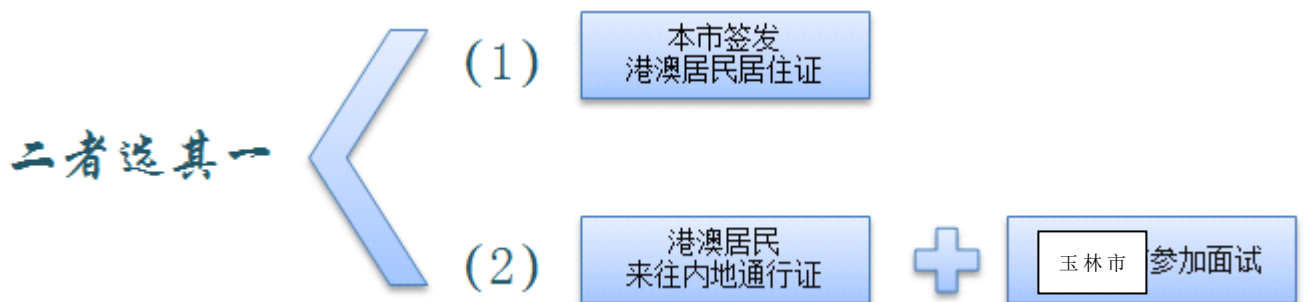 二者选其一
(1)
本市签发
港澳居民居住证
(2)
港澳居民
来往内地通行证
玉林市参加面试